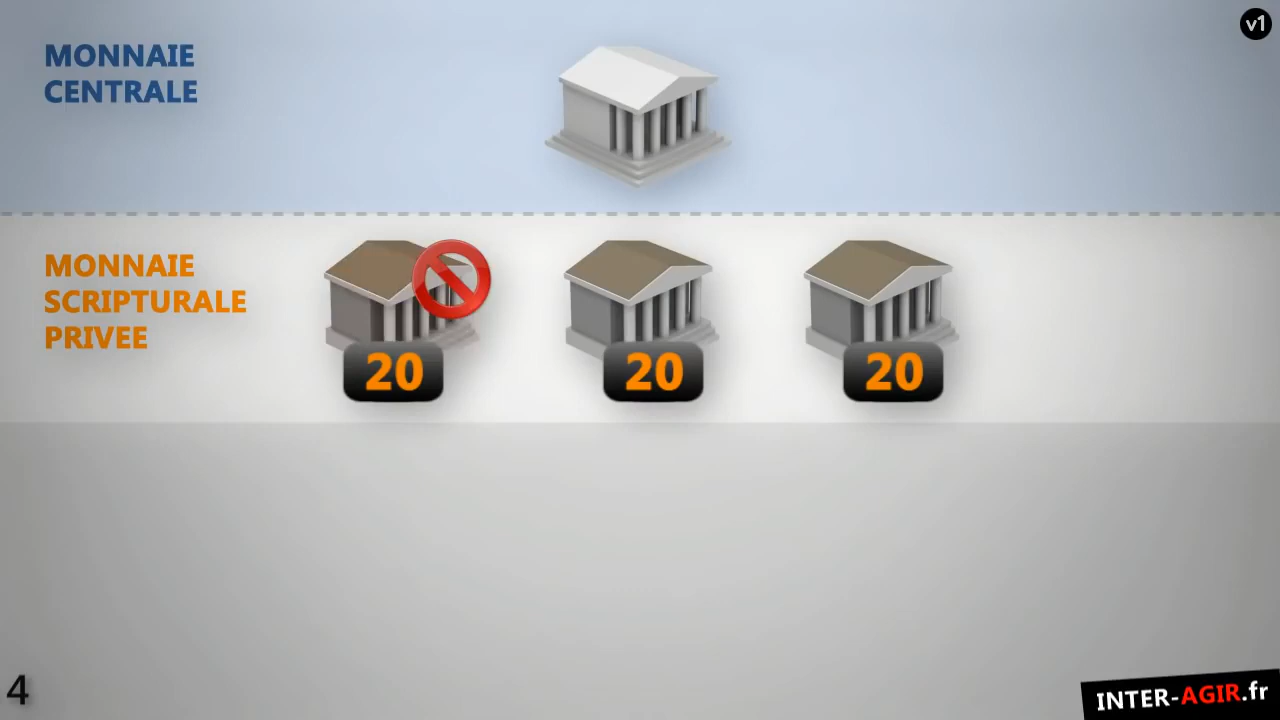 v1
MONNAIE
CENTRALE
MONNAIE
SCRIPTURALE
PRIVEE
20 20 20
4
INTER-AGIR.fr